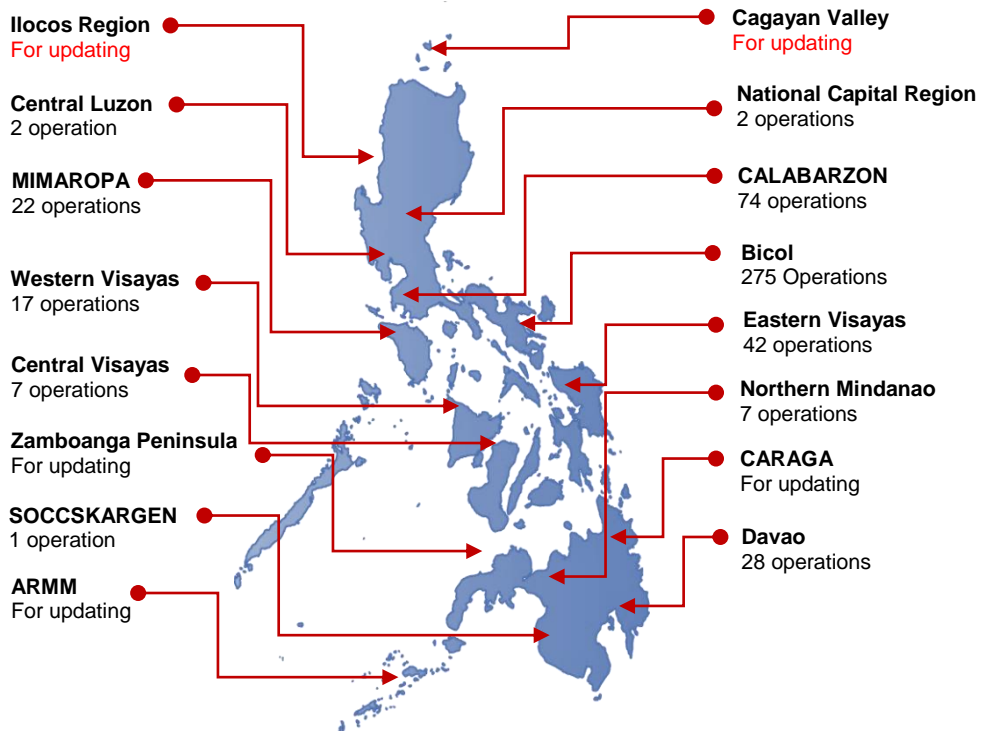 Ilocos Region
For updating
Central Luzon
2 operation
MIMAROPA
22 operations
Western Visayas
17 operations
Central Visayas
7 operations
Zamboanga Peninsula
For updating
SOCCSKARGEN
1 operation
ARMM
For updating
Cagayan Valley
For updating
National Capital Region
2 operations
CALABARZON
74 operations
Bicol
275 Operations
Eastern Visayas
42 operations
Northern Mindanao
7 operations
CARAGA
For updating
Davao
28 operations